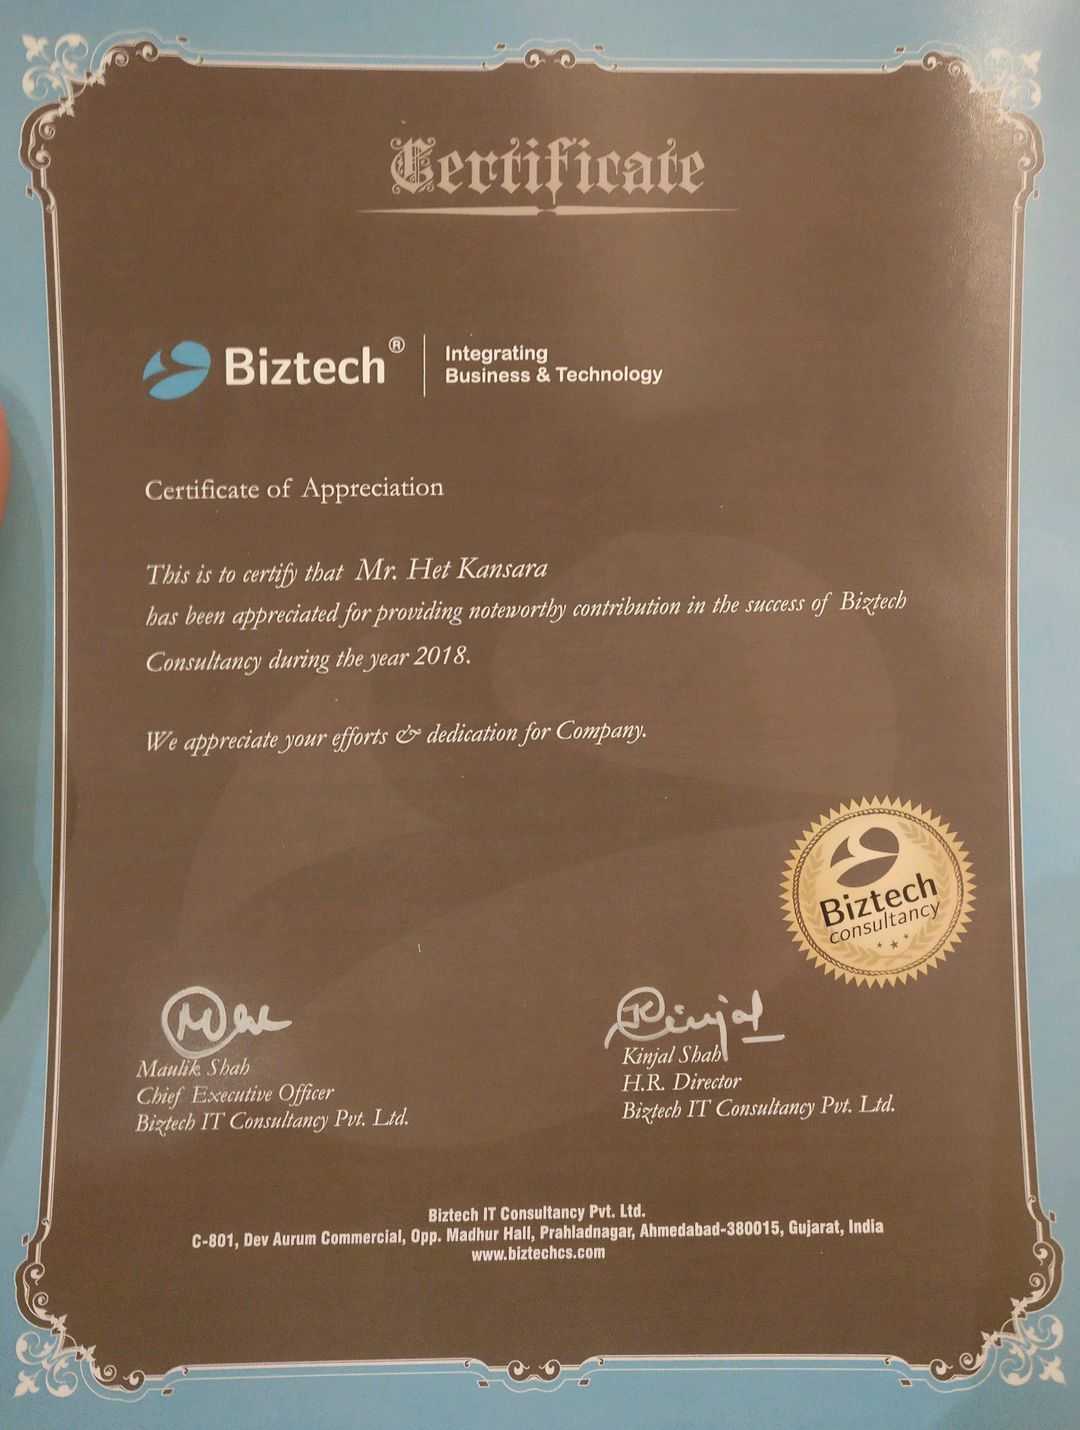 Certificate
Biztech® | Integrating
Business & Technology
Certificate of Appreciation
This is to certify that Mr. Het Kansara
has been appreciated for providing noteworthy contribution in the success of Biztech
Consultancy during the year 2018.
We appreciate your efforts & dedication for Company.
Biztech
consultancy
Kinjal
Maulik Shah
Chief Executive Officer
Biztech IT Consultancy Pvt. Ltd.
Kinjal Shah
H.R. Director
Biztech IT Consultancy Pvt. Ltd.
Biztech IT Consultancy Pvt. Ltd.
C-801, Dev Aurum Commercial, Opp. Madhur Hall, Prahladnagar, Ahmedabad-380015, Gujarat, India
www.biztechcs.com